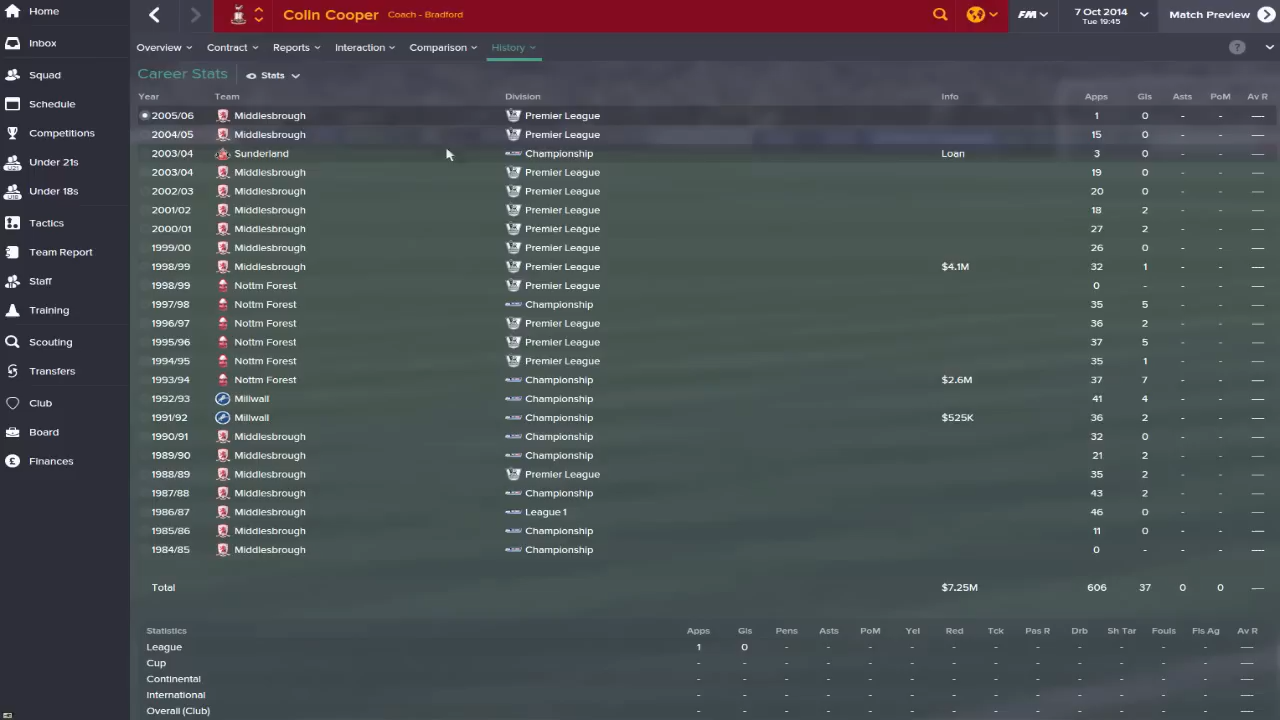 Home
Colin Cooper Coach - Bradford FM 7 Oct 2014 Tue 19:45 Match Preview
Inbox
Overview Contract Reports Interaction Comparison History ?
Squad
Career Stats Stats
Schedule
Year Team Division Info Apps Gls Asts PoM Av R
2005/06 Middlesbrough Premier League 1 0 - - ---
Competitions
2004/05 Middlesbrough Premier League 15 0 - - ---
2003/04 Sunderland Championship Loan 3 0 - - ---
Under 21s
2003/04 Middlesbrough Premier League 19 0 - - ---
Under 18s
2002/03 Middlesbrough Premier League 20 0 - - ---
2001/02 Middlesbrough Premier League 18 2 - - ---
Tactics
2000/01 Middlesbrough Premier League 27 2 - - ---
Team Report
1999/00 Middlesbrough Premier League 26 0 - - ---
1998/99 Middlesbrough Premier League $4.1M 32 1 - - ---
Staff
1998/99 Nottm Forest Premier League 0 - - - ---
Training
1997/98 Nottm Forest Championship 35 5 - - ---
1996/97 Nottm Forest Premier League 36 2 - - ---
Scouting
1995/96 Nottm Forest Premier League 37 5 - - ---
1994/95 Nottm Forest Premier League 35 1 - - ---
Transfers
1993/94 Nottm Forest Championship $2.6M 37 7 - - ---
1992/93 Millwall Championship 41 4 - - ---
Club
1991/92 Millwall Championship $525K 36 2 - - ---
Board
1990/91 Middlesbrough Championship 32 0 - - ---
1989/90 Middlesbrough Championship 21 2 - - ---
Finances
1988/89 Middlesbrough Premier League 35 2 - - ---
1987/88 Middlesbrough Championship 43 2 - - ---
1986/87 Middlesbrough League 1 46 0 - - ---
1985/86 Middlesbrough Championship 11 0 - - ---
1984/85 Middlesbrough Championship 0 - - - ---
Total $7.25M 606 37 0 0 ---
Statistics Apps Gls Pens Asts PoM Yel Red Tck Pas R Drb Sh Tar Fouls Fls Ag Av R
League 1 0 - - - - - - - - - - - ---
Cup - - - - - - - - - - - - - ---
Continental - - - - - - - - - - - - - ---
International - - - - - - - - - - - - - ---
Overall (Club) - - - - - - - - - - - - - ---